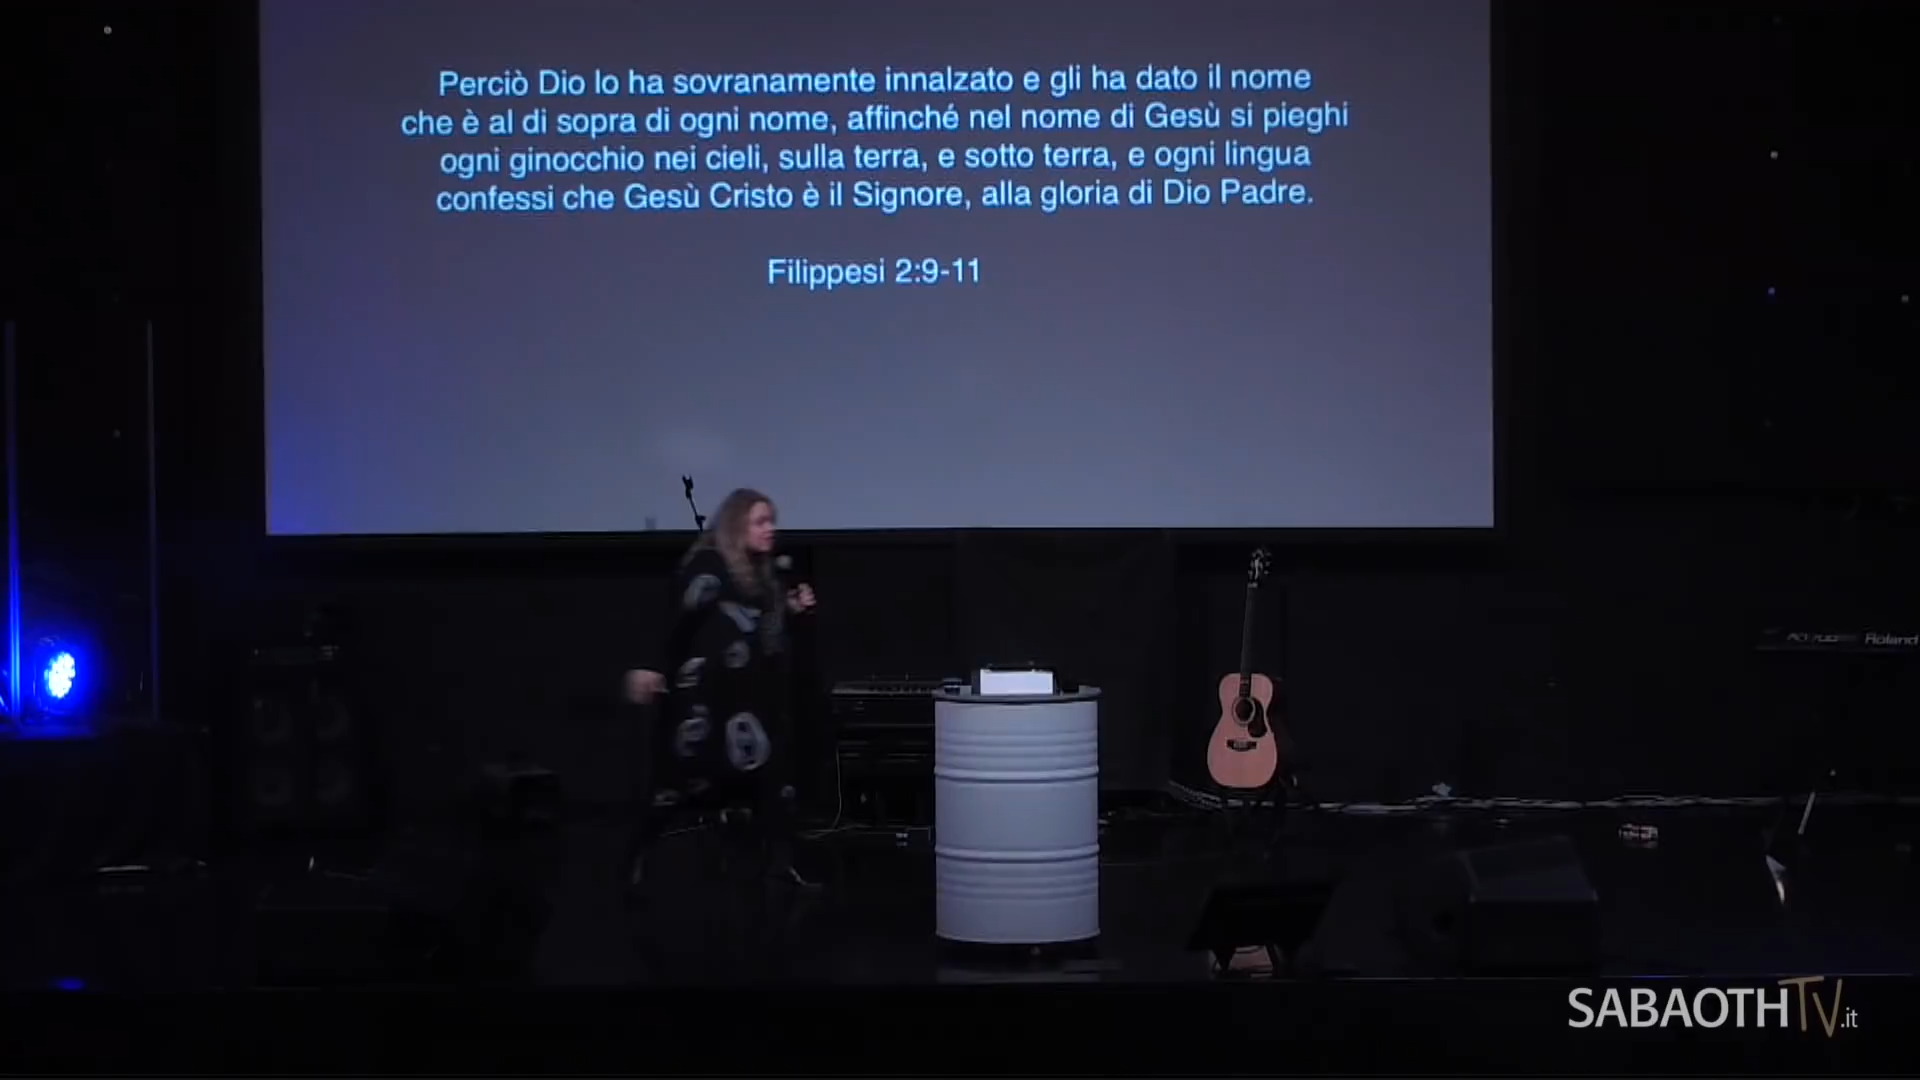 Perciò Dio lo ha sovranamente innalzato e gli ha dato il nome
che è al di sopra di ogni nome, affinché nel nome di Gesù si pieghi
ogni ginocchio nei cieli, sulla terra, e sotto terra, e ogni lingua
confessi che Gesù Cristo è il Signore, alla gloria di Dio Padre.
Filippesi 2:9-11
Roland
SABAOTHTV.it